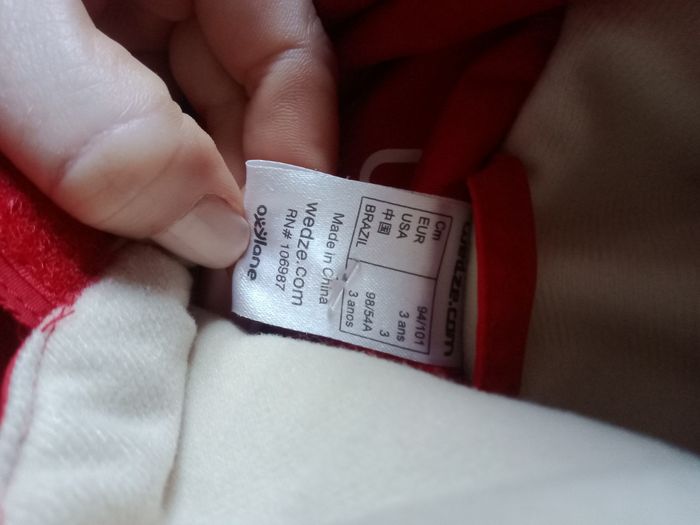 wedze.com
Cm 94/101
EUR 3 ans
USA 3
中国 98/54A
BRAZIL 3 anos
Made in China
wedze.com
RN# 106987
oxylane